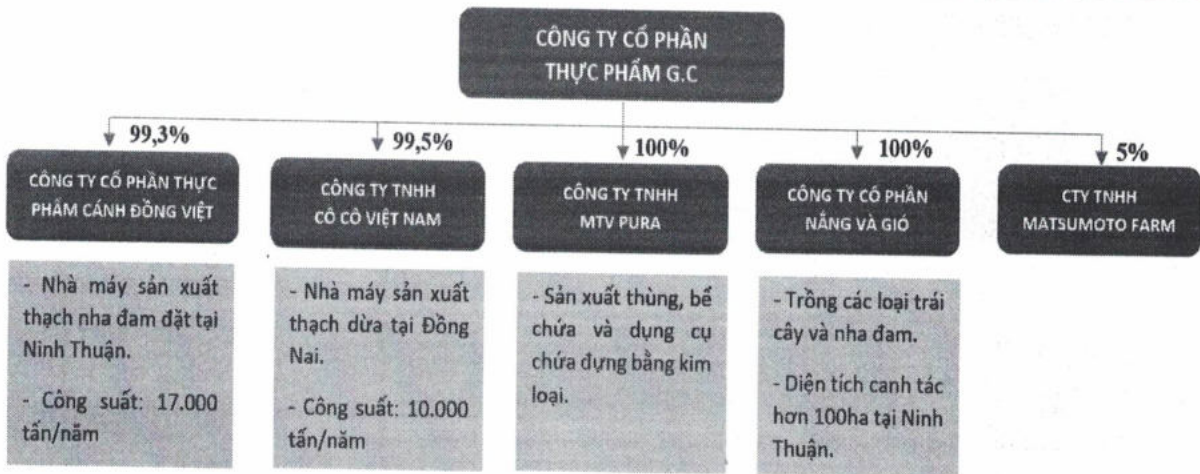 CÔNG TY CỔ PHẦN
THỰC PHẨM G.C
99,3%
99,5%
100%
100%
5%
CÔNG TY CỔ PHẦN THỰC
PHẨM CÁNH ĐỒNG VIỆT
CÔNG TY TNHH
CÔ CÔ VIỆT NAM
CÔNG TY TNHH
MTV PURA
CÔNG TY CỔ PHẦN
NẮNG VÀ GIÓ
CTY TNHH
MATSUMOTO FARM
- Nhà máy sản xuất
thạch nha đam đặt tại
Ninh Thuận.
- Công suất: 17.000
tấn/năm
- Nhà máy sản xuất
thạch dừa tại Đồng
Nai.
- Công suất: 10.000
tấn/năm
- Sản xuất thùng, bể
chứa và dụng cụ
chứa đựng bằng kim
loại.
- Trồng các loại trái
cây và nha đam.
- Diện tích canh tác
hơn 100ha tại Ninh
Thuận.